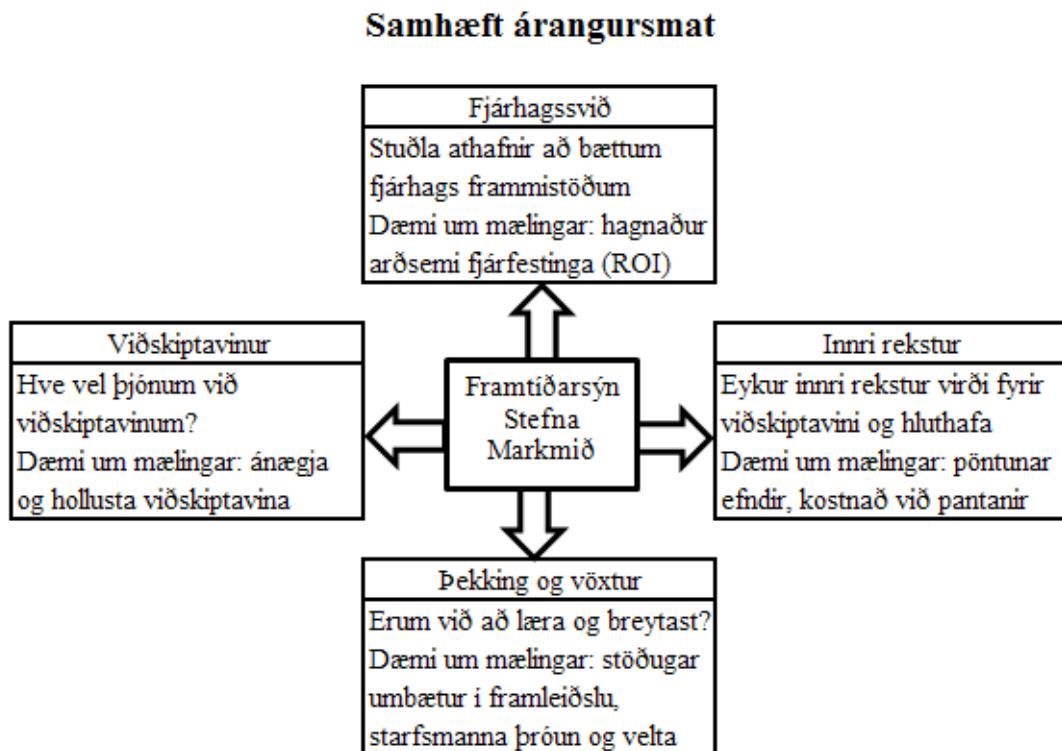 Samhæft árangursmat
Fjárhagssvið
Stuðla athafnir að bættum
fjárhags frammistöðum
Dæmi um mælingar: hagnaður
arðsemi fjárfestinga (ROI)
Viðskiptavinur
Hve vel þjónum við
viðskiptavinum?
Dæmi um mælingar: ánægja
og hollusta viðskiptavina
Framtíðarsýn
Stefna
Markmið
Innri rekstur
Eykur innri rekstur virði fyrir
viðskiptavini og hluthafa
Dæmi um mælingar: pöntunar
efndir, kostnað við pantanir
Þekking og vöxtur
Erum við að læra og breytast?
Dæmi um mælingar: stöðugar
umbætur í framleiðslu,
starfsmanna þróun og velta